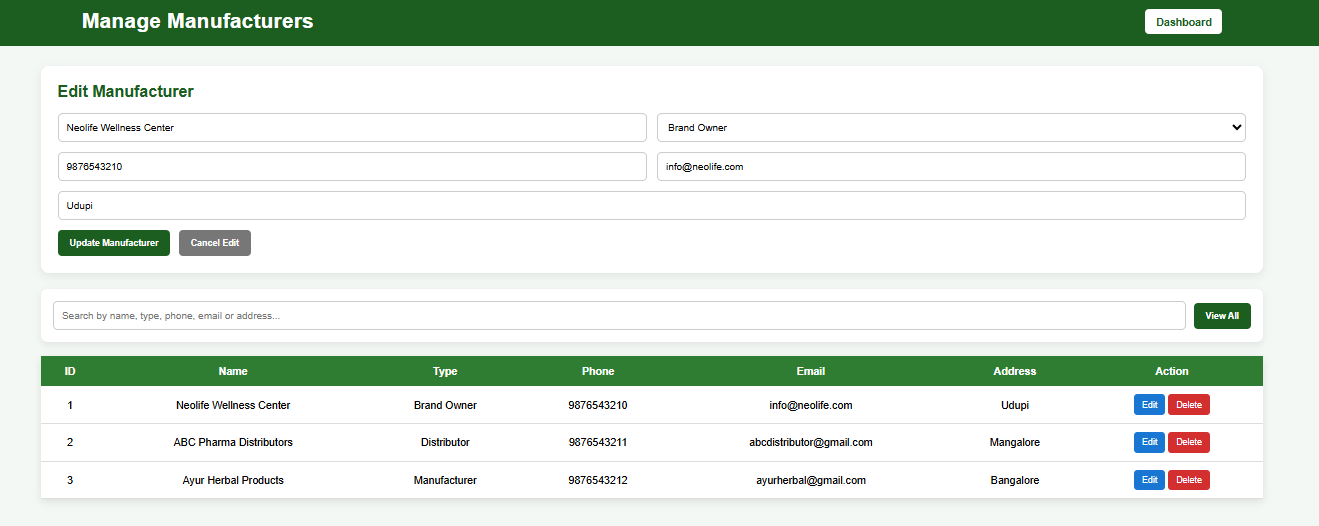 Manage Manufacturers Dashboard
Edit Manufacturer
Neolife Wellness Center Brand Owner
9876543210 info@neolife.com
Udupi
Update Manufacturer Cancel Edit
Search by name, type, phone, email or address... View All
ID Name Type Phone Email Address Action
1 Neolife Wellness Center Brand Owner 9876543210 info@neolife.com Udupi Edit Delete
2 ABC Pharma Distributors Distributor 9876543211 abcdistributor@gmail.com Mangalore Edit Delete
3 Ayur Herbal Products Manufacturer 9876543212 ayurherbal@gmail.com Bangalore Edit Delete